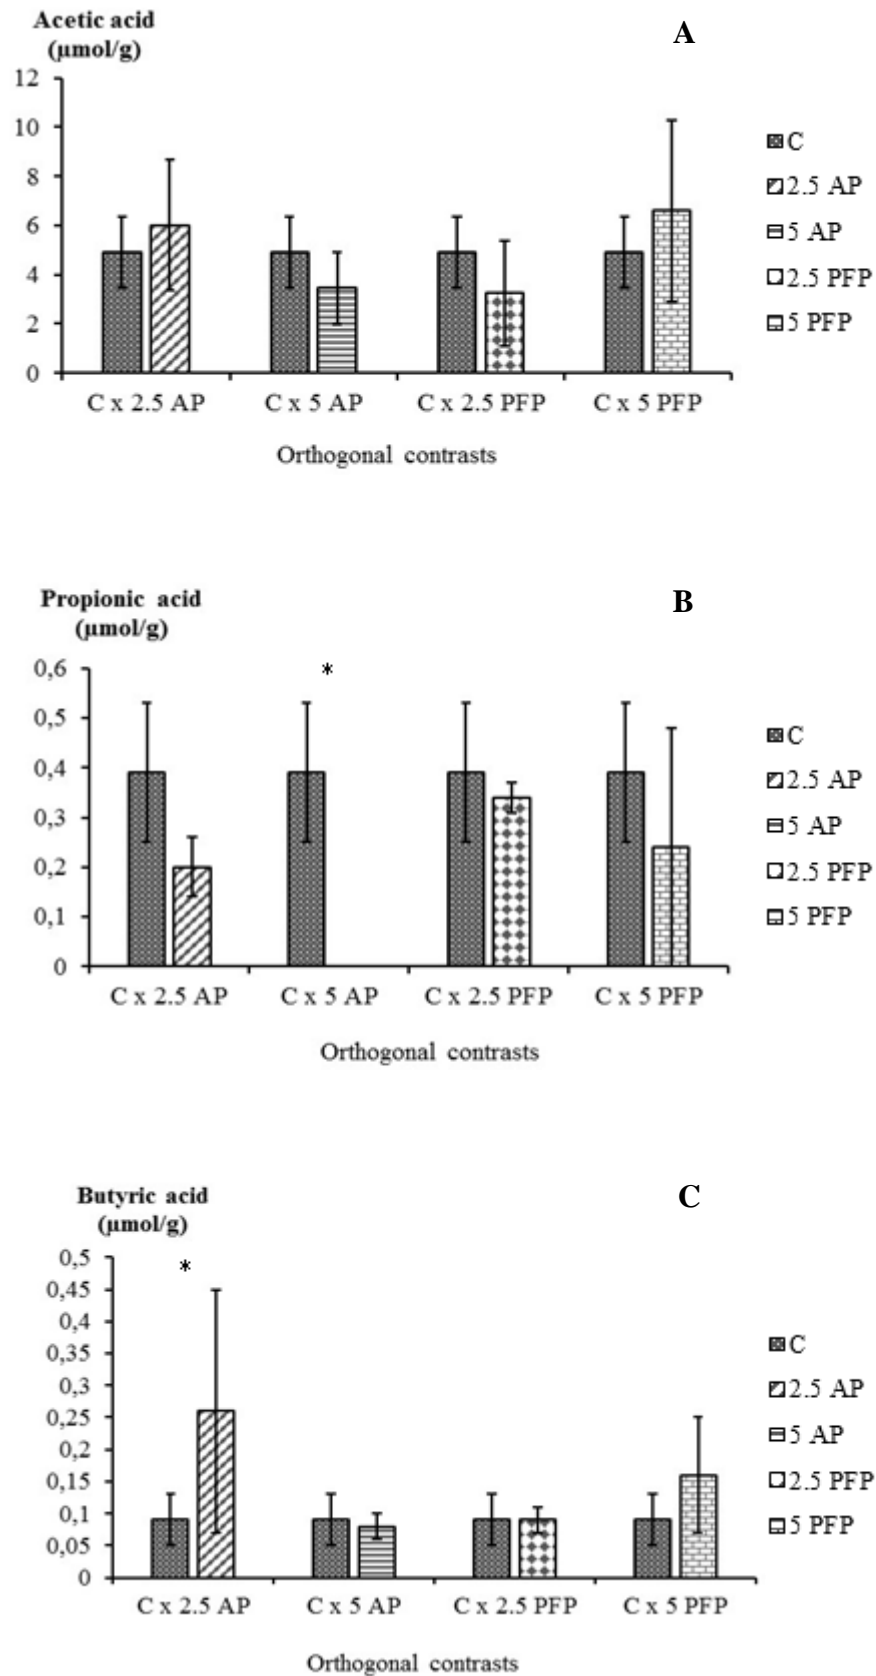 Acetic acid
(µmol/g)
A
12
10
8
6
4
2
0
C x 2.5 AP
C x 5 AP
C x 2.5 PFP
C x 5 PFP
Orthogonal contrasts
C
2.5 AP
5 AP
2.5 PFP
5 PFP
Propionic acid
(µmol/g)
B
0,6
0,5
0,4
0,3
0,2
0,1
0
*
C x 2.5 AP
C x 5 AP
C x 2.5 PFP
C x 5 PFP
Orthogonal contrasts
C
2.5 AP
5 AP
2.5 PFP
5 PFP
Butyric acid
(µmol/g)
C
0,5
0,45
0,4
0,35
0,3
0,25
0,2
0,15
0,1
0,05
0
*
C x 2.5 AP
C x 5 AP
C x 2.5 PFP
C x 5 PFP
Orthogonal contrasts
C
2.5 AP
5 AP
2.5 PFP
5 PFP